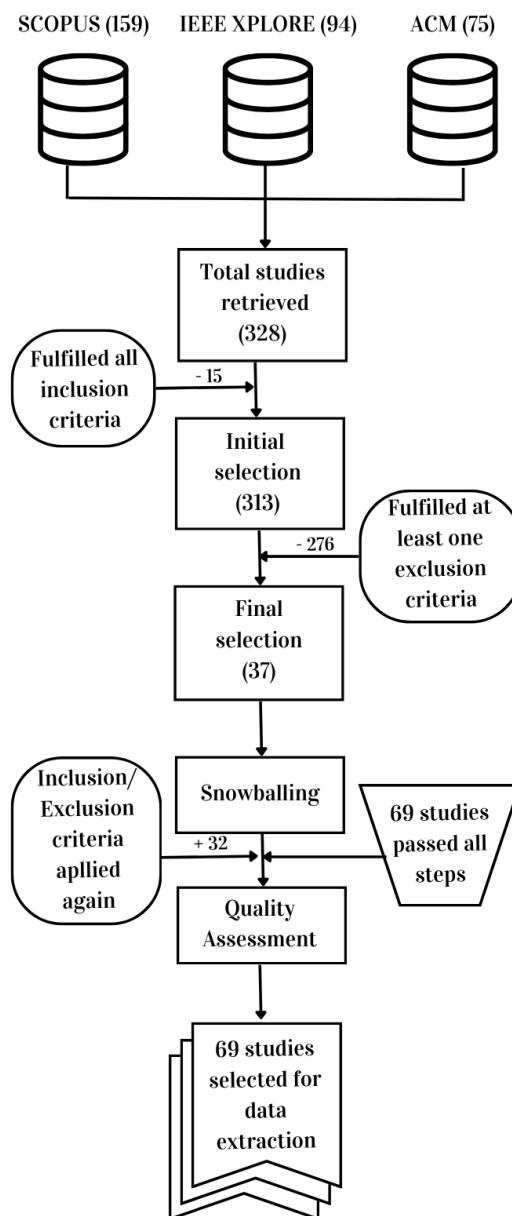 SCOPUS (159)
IEEE XPLORE (94)
ACM (75)
Total studies
retrieved
(328)
Fulfilled all
inclusion
criteria
- 15
Initial
selection
(313)
Fulfilled at
least one
exclusion
criteria
- 276
Final
selection
(37)
Snowballing
Inclusion/
Exclusion
criteria
apllied
again
+ 32
69 studies
passed all
steps
Quality
Assessment
69 studies
selected for
data
extraction